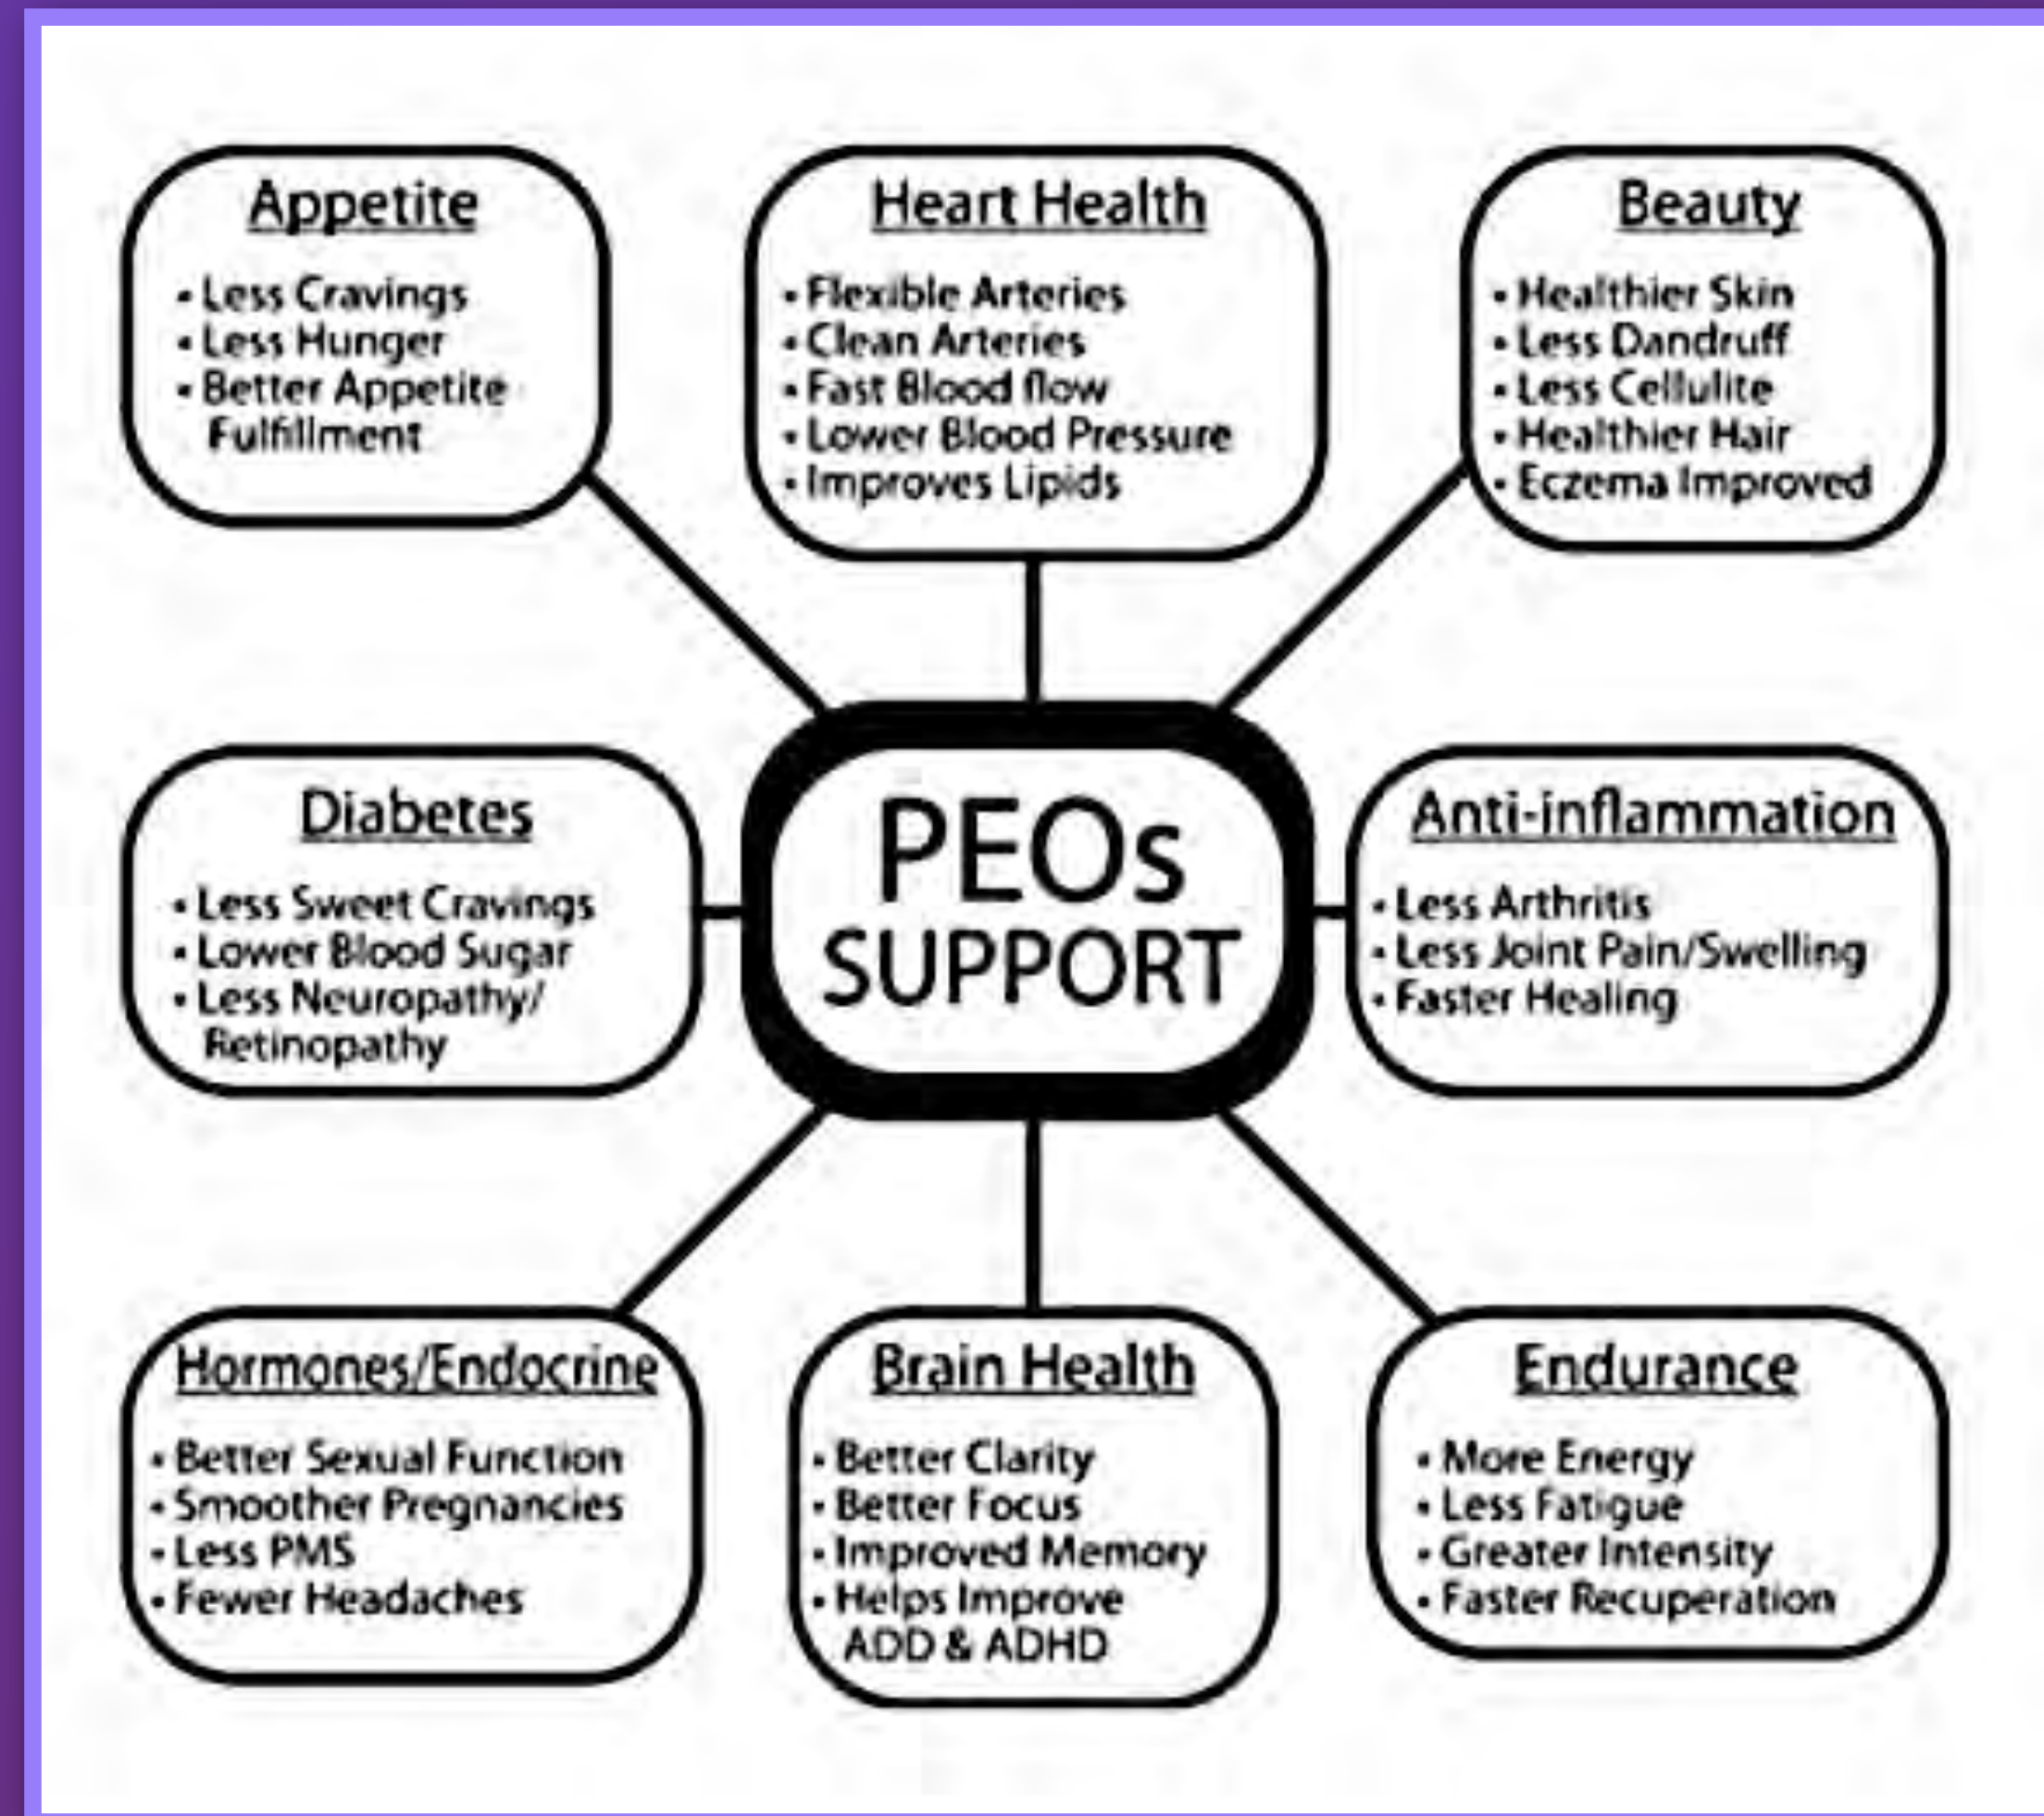 Appetite
• Less Cravings
• Less Hunger
• Better Appetite
Fulfillment
Heart Health
• Flexible Arteries
• Clean Arteries
• Fast Blood flow
• Lower Blood Pressure
• Improves Lipids
Beauty
• Healthier Skin
• Less Dandruff
• Less Cellulite
• Healthier Hair
• Eczema Improved
Diabetes
• Less Sweet Cravings
• Lower Blood Sugar
• Less Neuropathy/
Retinopathy
PEOs
SUPPORT
Anti-inflammation
• Less Arthritis
• Less Joint Pain/Swelling
• Faster Healing
Hormones/Endocrine
• Better Sexual Function
• Smoother Pregnancies
• Less PMS
• Fewer Headaches
Brain Health
• Better Clarity
• Better Focus
• Improved Memory
• Helps Improve
ADD & ADHD
Endurance
• More Energy
• Less Fatigue
• Greater Intensity
• Faster Recuperation